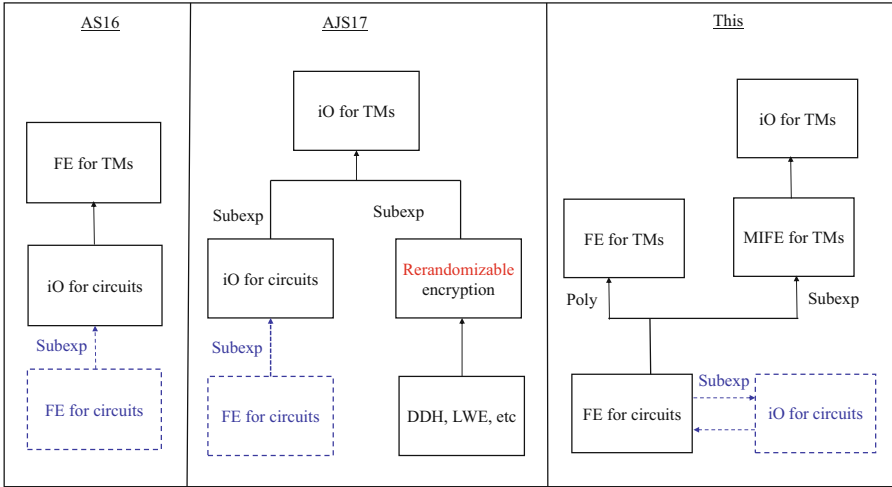 AS16
FE for TMs
iO for circuits
Subexp
FE for circuits
AJS17
iO for TMs
Subexp
Subexp
iO for circuits
Rerandomizable
encryption
Subexp
FE for circuits
DDH, LWE, etc
This
iO for TMs
FE for TMs
MIFE for TMs
Poly
Subexp
FE for circuits
Subexp
iO for circuits